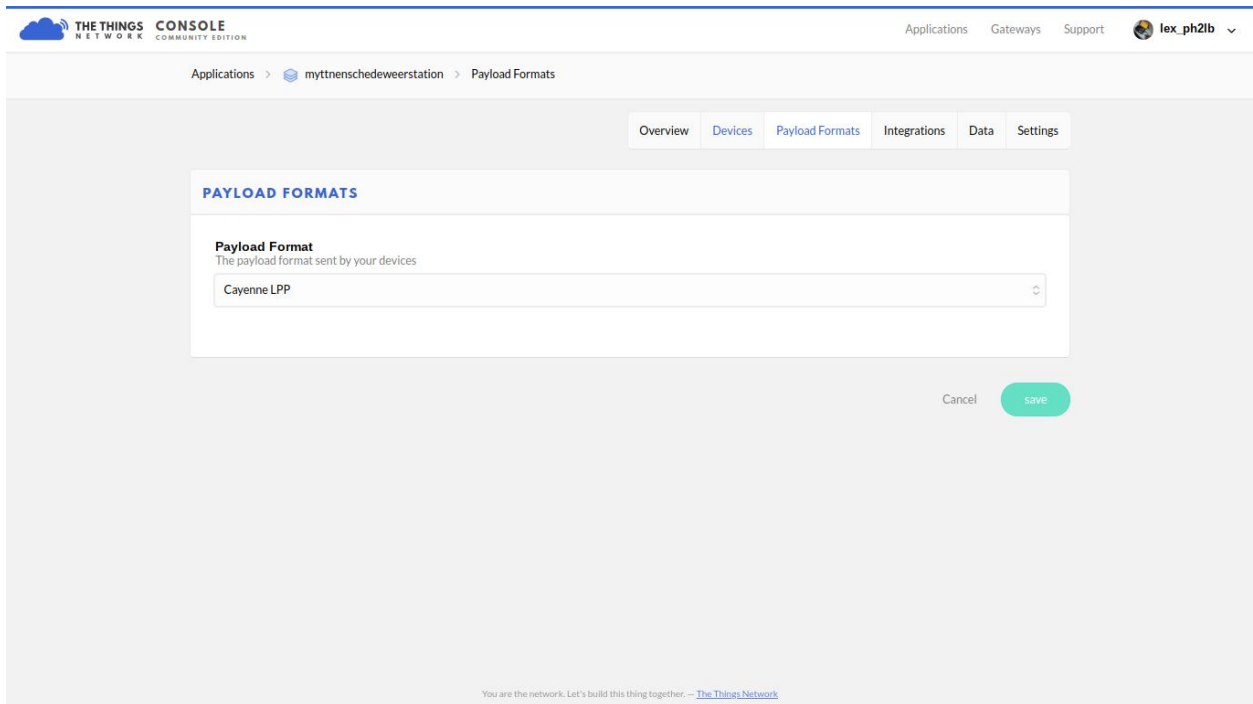 THE THINGS CONSOLE
NETWORK COMMUNITY EDITION
Applications Gateways Support lex_ph2lb
Applications > myttnenschedeweerstation > Payload Formats
Overview Devices Payload Formats Integrations Data Settings
PAYLOAD FORMATS
Payload Format
The payload format sent by your devices
Cayenne LPP
Cancel save
You are the network. Let's build this thing together. — The Things Network